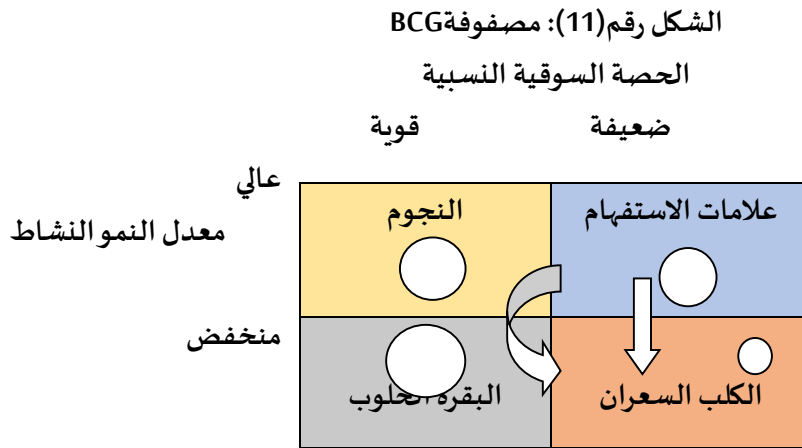 الشكل رقم(11): مصفوفةBCG
الحصة السوقية النسبية
ضعيفة قوية
عالي
علامات الاستفهام النجوم
معدل النمو النشاط
منخفض
الكلب السعران البقرة الحلوب